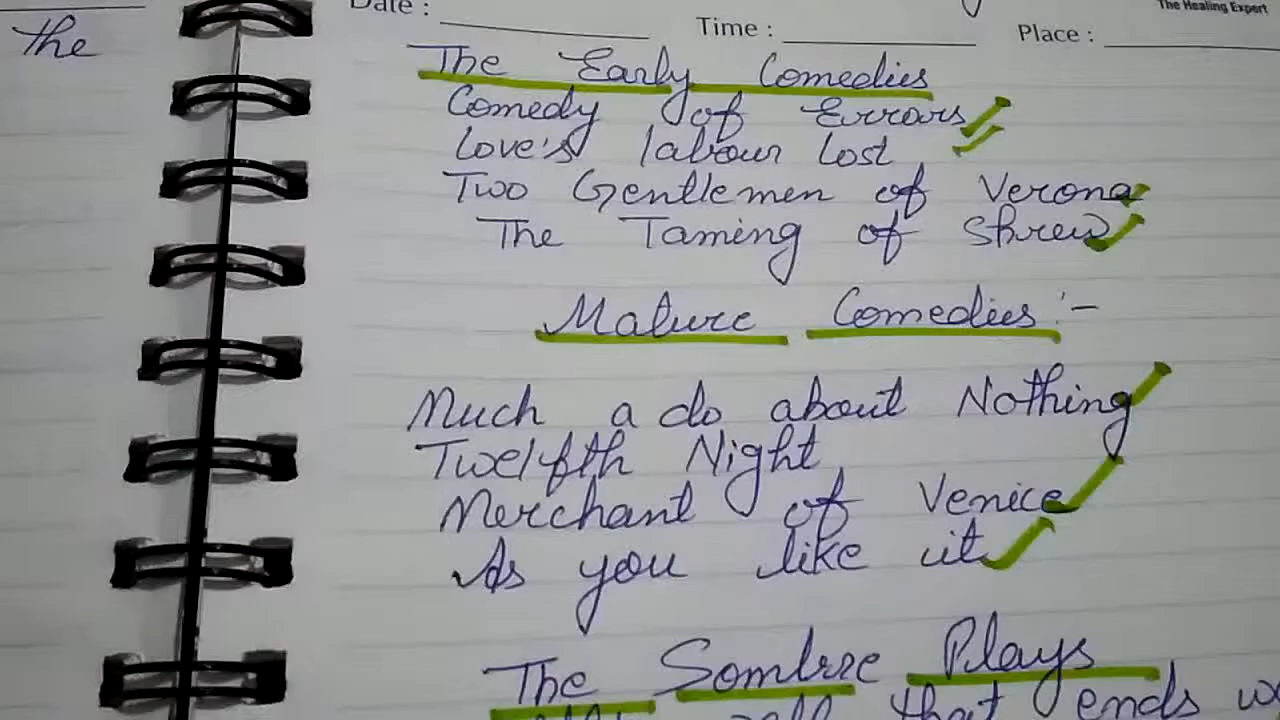 the
Date :
Time :
Place :
The Healing Expert
The Early Comedies
Comedy of Errors
Love's labour lost
Two Gentlemen of Verona
The Taming of Shrew
Mature Comedies :-
Much a do about Nothing
Twelfth Night
Merchant of Venice
As you like it
The Sombre Plays
well that ends